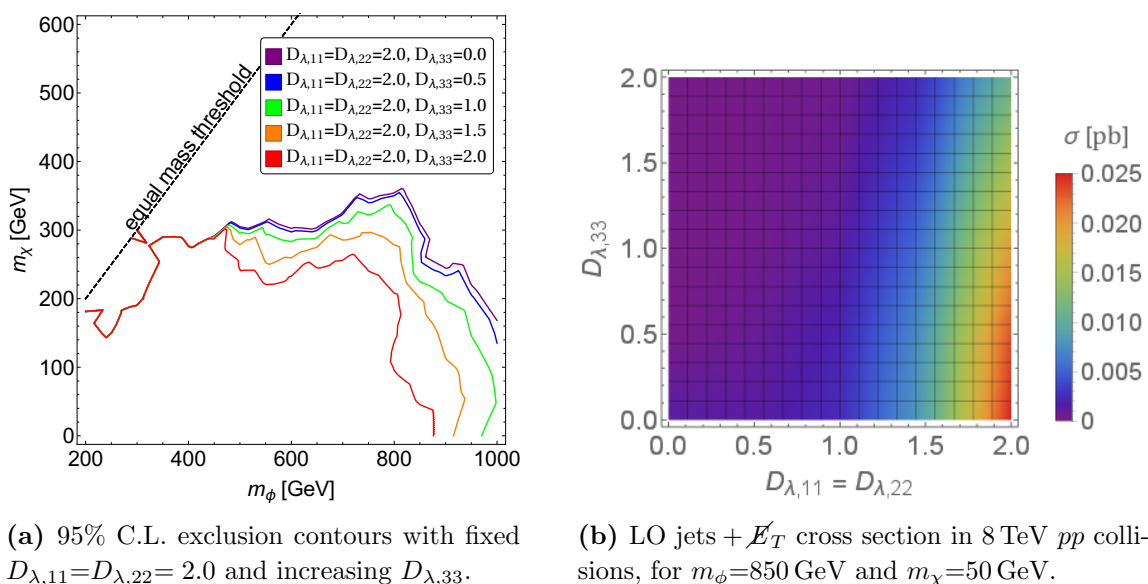 600
500
400
300
200
100
0
m_χ [GeV]
equal mass threshold
D_λ,11=D_λ,22=2.0, D_λ,33=0.0
D_λ,11=D_λ,22=2.0, D_λ,33=0.5
D_λ,11=D_λ,22=2.0, D_λ,33=1.0
D_λ,11=D_λ,22=2.0, D_λ,33=1.5
D_λ,11=D_λ,22=2.0, D_λ,33=2.0
200 400 600 800 1000
m_ϕ [GeV]
2.0
1.5
1.0
0.5
0.0
D_λ,33
0.0 0.5 1.0 1.5 2.0
D_λ,11 = D_λ,22
σ [pb]
0.025
0.020
0.015
0.010
0.005
0
(a) 95% C.L. exclusion contours with fixed
D_λ,11=D_λ,22= 2.0 and increasing D_λ,33.
(b) LO jets + E̸_T cross section in 8 TeV pp colli-
sions, for m_ϕ=850 GeV and m_χ=50 GeV.